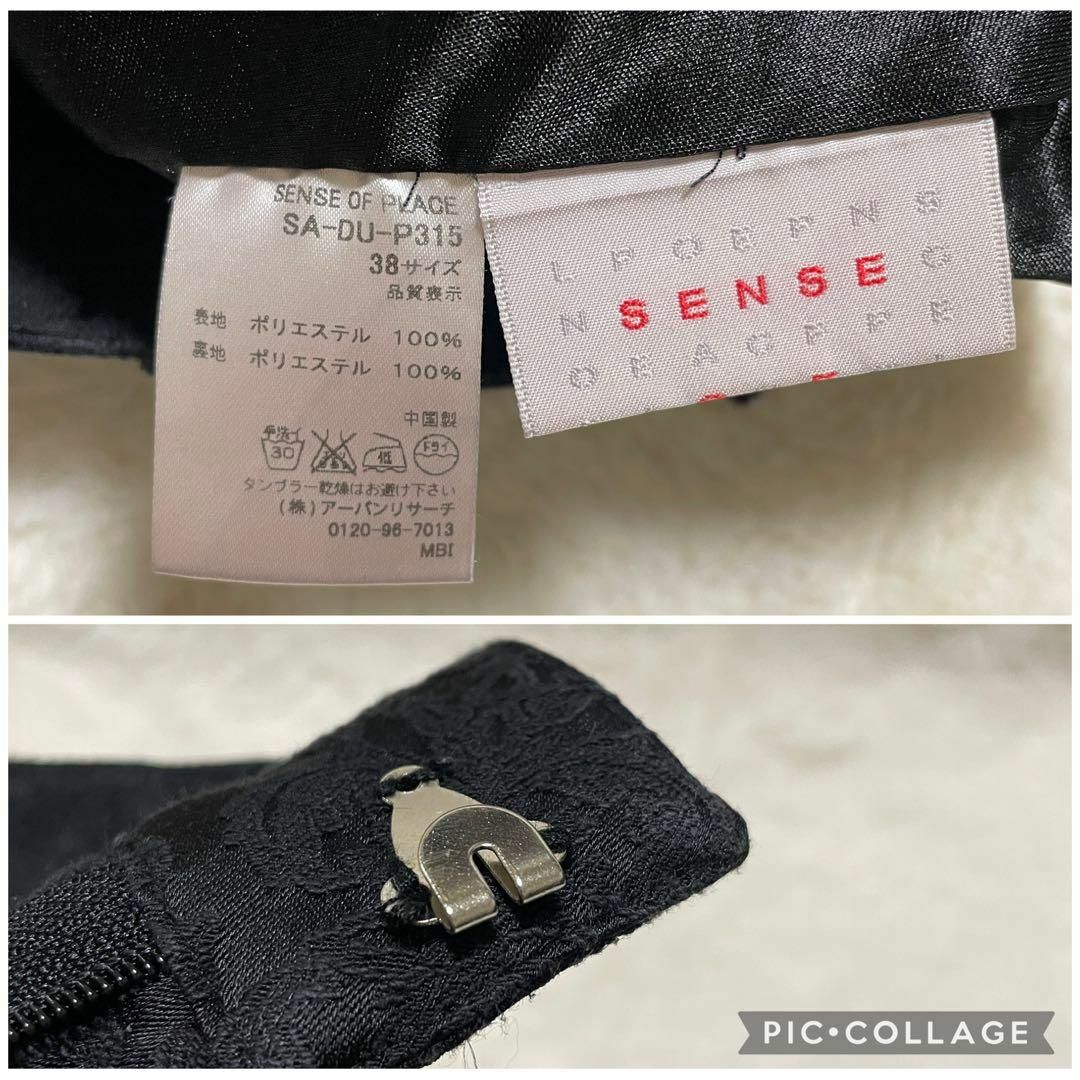 SENSE OF PLACE
SA-DU-P315
38サイズ
品質表示
表地 ポリエステル 100%
裏地 ポリエステル 100%
中国製
手洗イ
30
低
ドライ
タンブラー乾燥はお避け下さい
(株)アーバンリサーチ
0120-96-7013
MBI
SENSE
PIC•COLLAGE